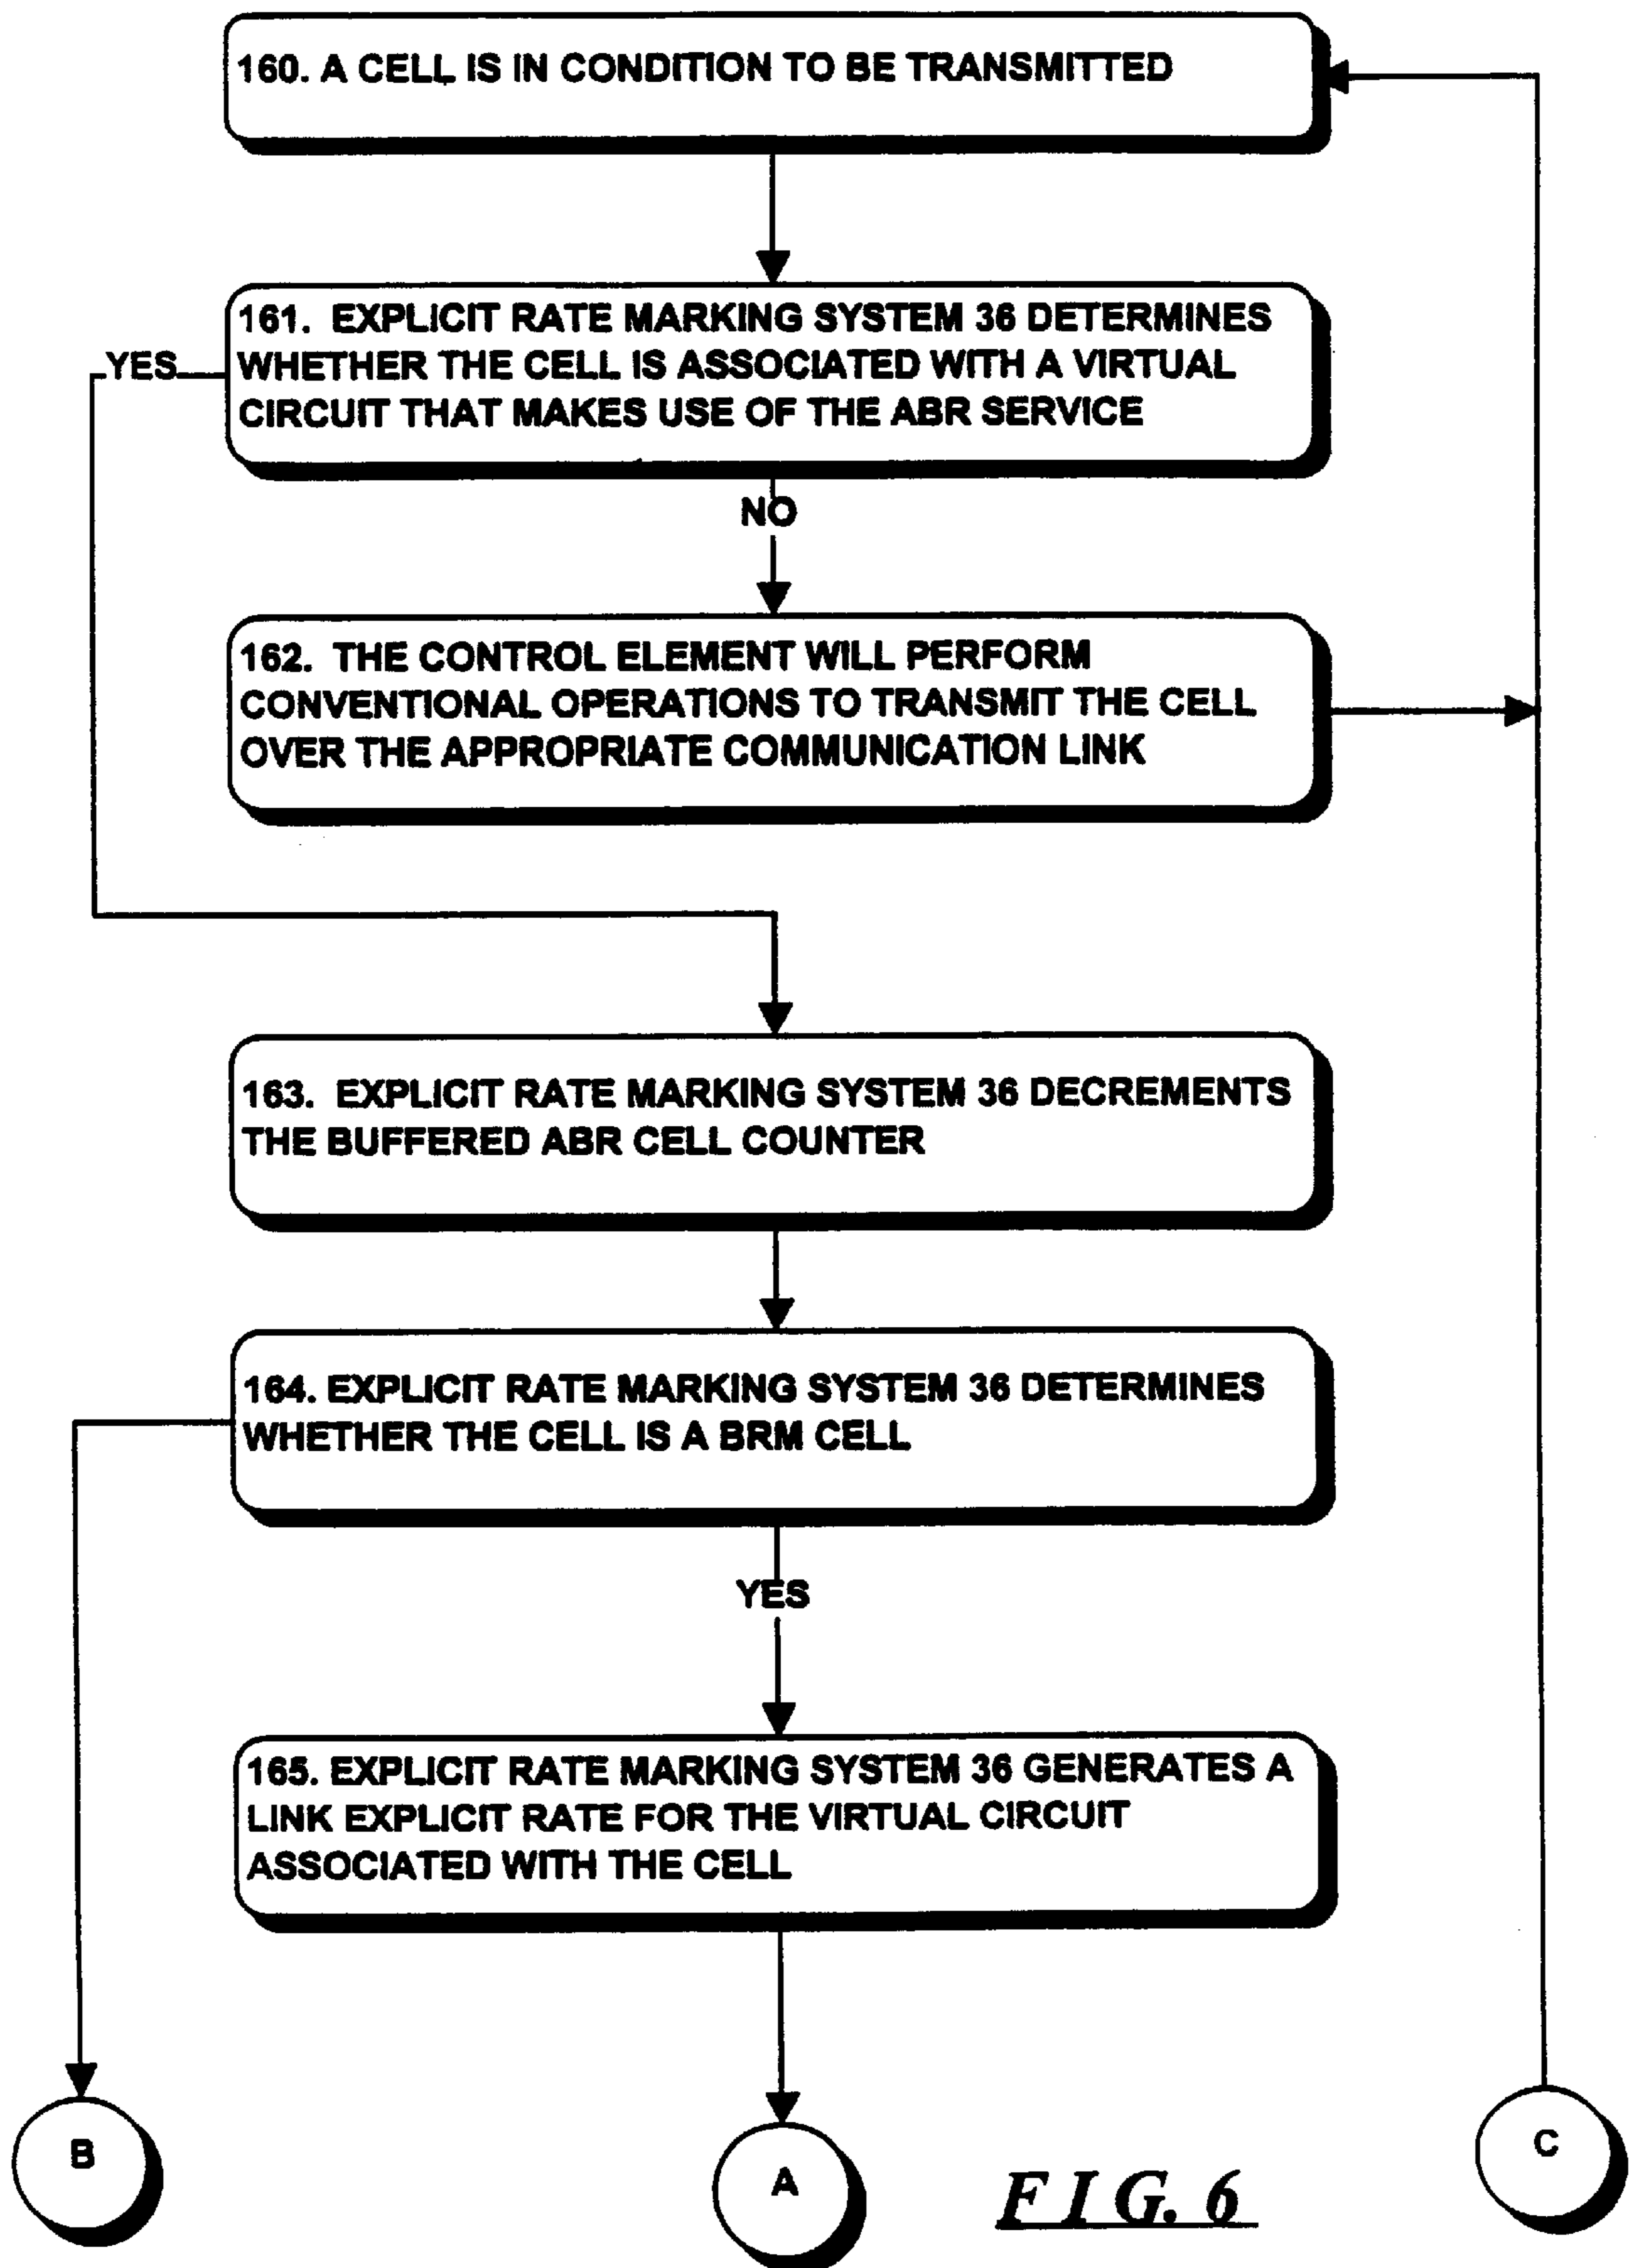 160. A CELL IS IN CONDITION TO BE TRANSMITTED
161. EXPLICIT RATE MARKING SYSTEM 36 DETERMINES
WHETHER THE CELL IS ASSOCIATED WITH A VIRTUAL
CIRCUIT THAT MAKES USE OF THE ABR SERVICE
YES
NO
162. THE CONTROL ELEMENT WILL PERFORM
CONVENTIONAL OPERATIONS TO TRANSMIT THE CELL
OVER THE APPROPRIATE COMMUNICATION LINK
163. EXPLICIT RATE MARKING SYSTEM 36 DECREMENTS
THE BUFFERED ABR CELL COUNTER
164. EXPLICIT RATE MARKING SYSTEM 36 DETERMINES
WHETHER THE CELL IS A BRM CELL
YES
165. EXPLICIT RATE MARKING SYSTEM 36 GENERATES A
LINK EXPLICIT RATE FOR THE VIRTUAL CIRCUIT
ASSOCIATED WITH THE CELL
B
A
C
FIG. 6